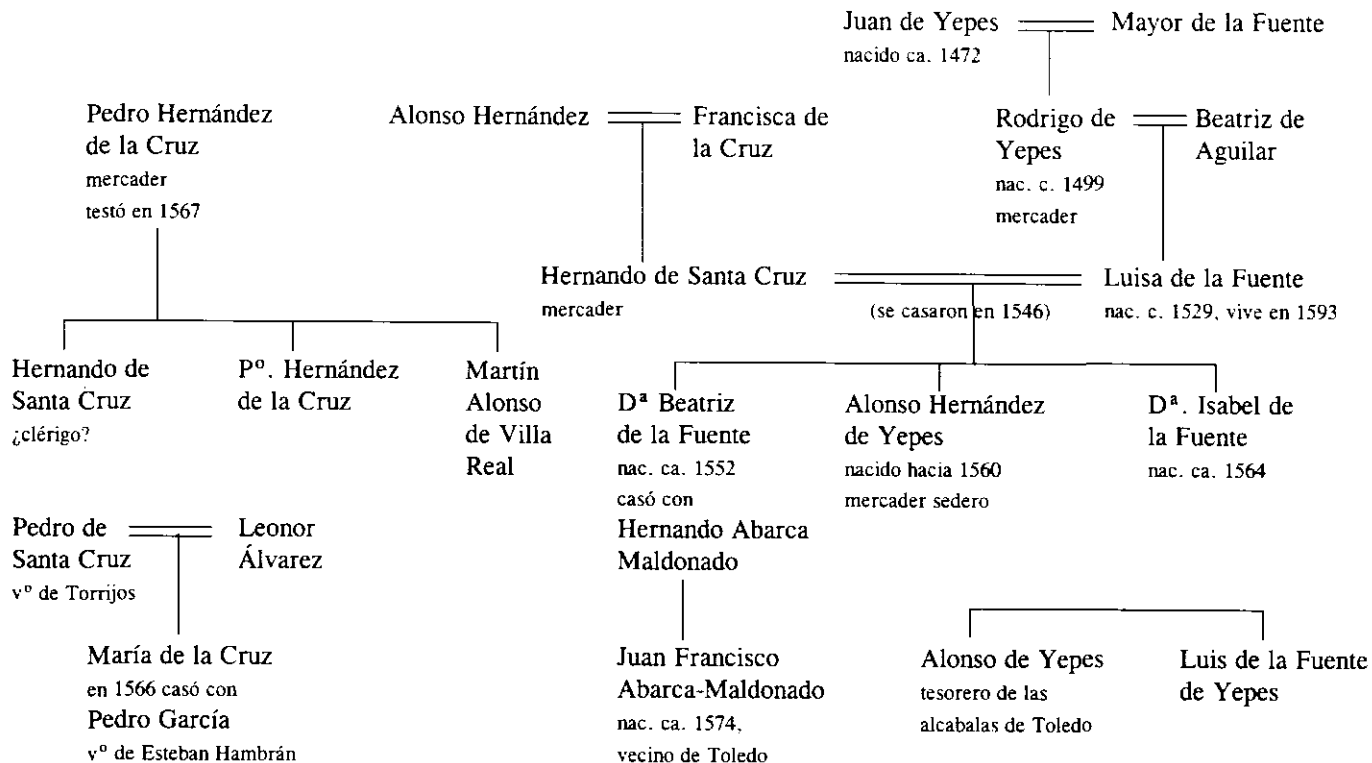 Juan de Yepes
nacido ca. 1472
Mayor de la Fuente
Pedro Hernández
de la Cruz
mercader
testó en 1567
Alonso Hernández
Francisca de
la Cruz
Rodrigo de
Yepes
nac. c. 1499
mercader
Beatriz de
Aguilar
Hernando de Santa Cruz
mercader
(se casaron en 1546)
Luisa de la Fuente
nac. c. 1529, vive en 1593
Hernando de
Santa Cruz
¿clérigo?
Pº. Hernández
de la Cruz
Martín
Alonso
de Villa
Real
Dª Beatriz
de la Fuente
nac. ca. 1552
casó con
Hernando Abarca
Maldonado
Alonso Hernández
de Yepes
nacido hacia 1560
mercader sedero
Dª. Isabel de
la Fuente
nac. ca. 1564
Pedro de
Santa Cruz
vº de Torrijos
Leonor
Álvarez
María de la Cruz
en 1566 casó con
Pedro García
vº de Esteban Hambrán
Juan Francisco
Abarca-Maldonado
nac. ca. 1574,
vecino de Toledo
Alonso de Yepes
tesorero de las
alcabalas de Toledo
Luis de la Fuente
de Yepes